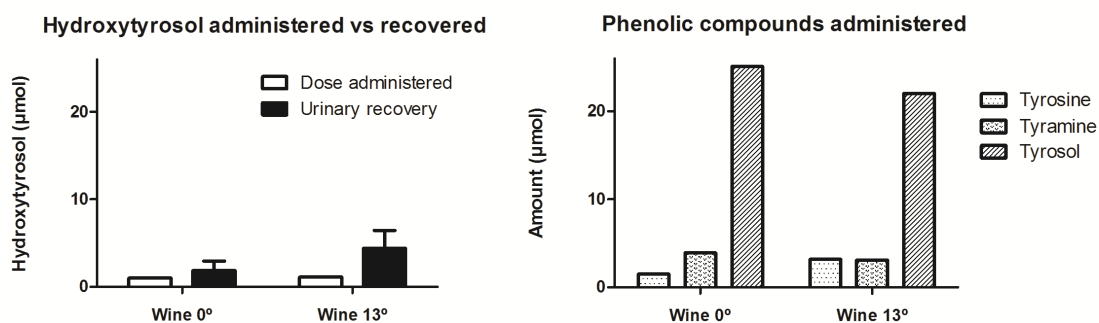 Hydroxytyrosol administered vs recovered
Hydroxytyrosol (µmol)
20
10
0
Dose administered
Urinary recovery
Wine 0º
Wine 13º
Phenolic compounds administered
Amount (µmol)
20
10
0
Tyrosine
Tyramine
Tyrosol
Wine 0º
Wine 13º